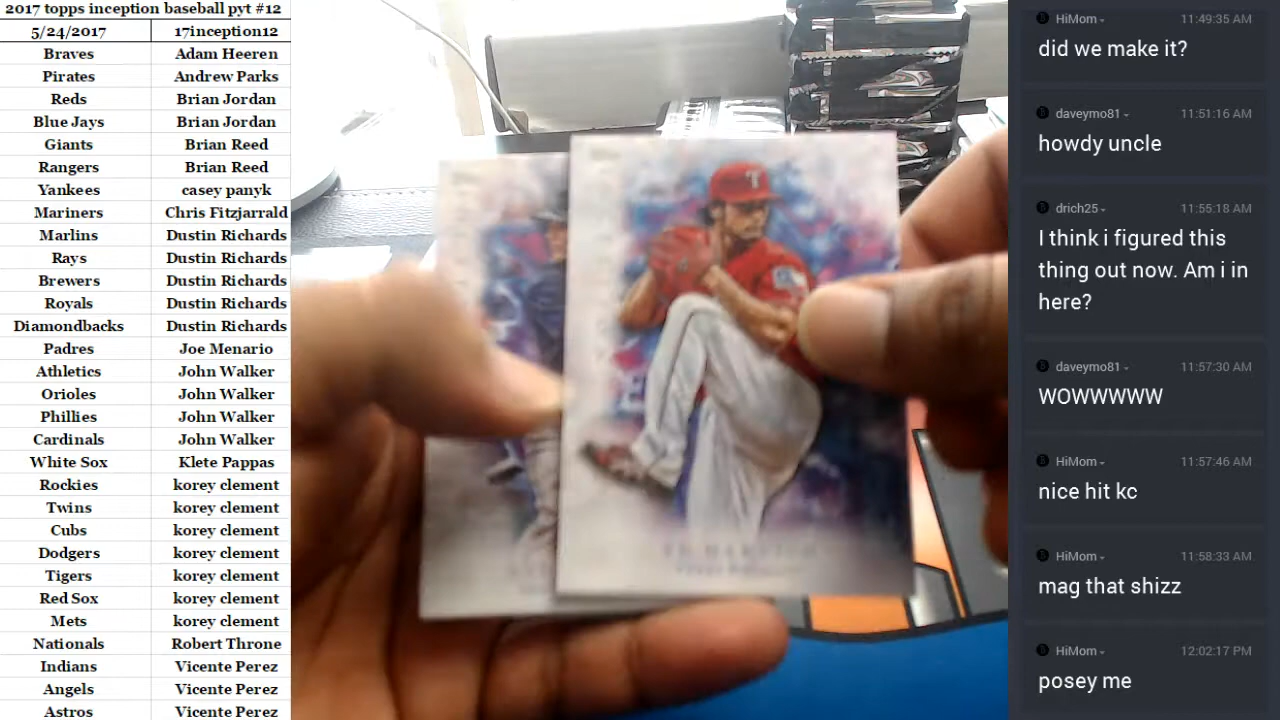 2017 topps inception baseball pyt #12
5/24/2017 17inception12
Braves Adam Heeren
Pirates Andrew Parks
Reds Brian Jordan
Blue Jays Brian Jordan
Giants Brian Reed
Rangers Brian Reed
Yankees casey panyk
Mariners Chris Fitzjarrald
Marlins Dustin Richards
Rays Dustin Richards
Brewers Dustin Richards
Royals Dustin Richards
Diamondbacks Dustin Richards
Padres Joe Menario
Athletics John Walker
Orioles John Walker
Phillies John Walker
Cardinals John Walker
White Sox Klete Pappas
Rockies korey clement
Twins korey clement
Cubs korey clement
Dodgers korey clement
Tigers korey clement
Red Sox korey clement
Mets korey clement
Nationals Robert Throne
Indians Vicente Perez
Angels Vicente Perez
Astros Vicente Perez
T
HiMom 11:49:35 AM
did we make it?
daveymo81 11:51:16 AM
howdy uncle
drich25 11:55:18 AM
I think i figured this
thing out now. Am i in
here?
daveymo81 11:57:30 AM
WOWWWWW
HiMom 11:57:46 AM
nice hit kc
HiMom 11:58:33 AM
mag that shizz
HiMom 12:02:17 PM
posey me